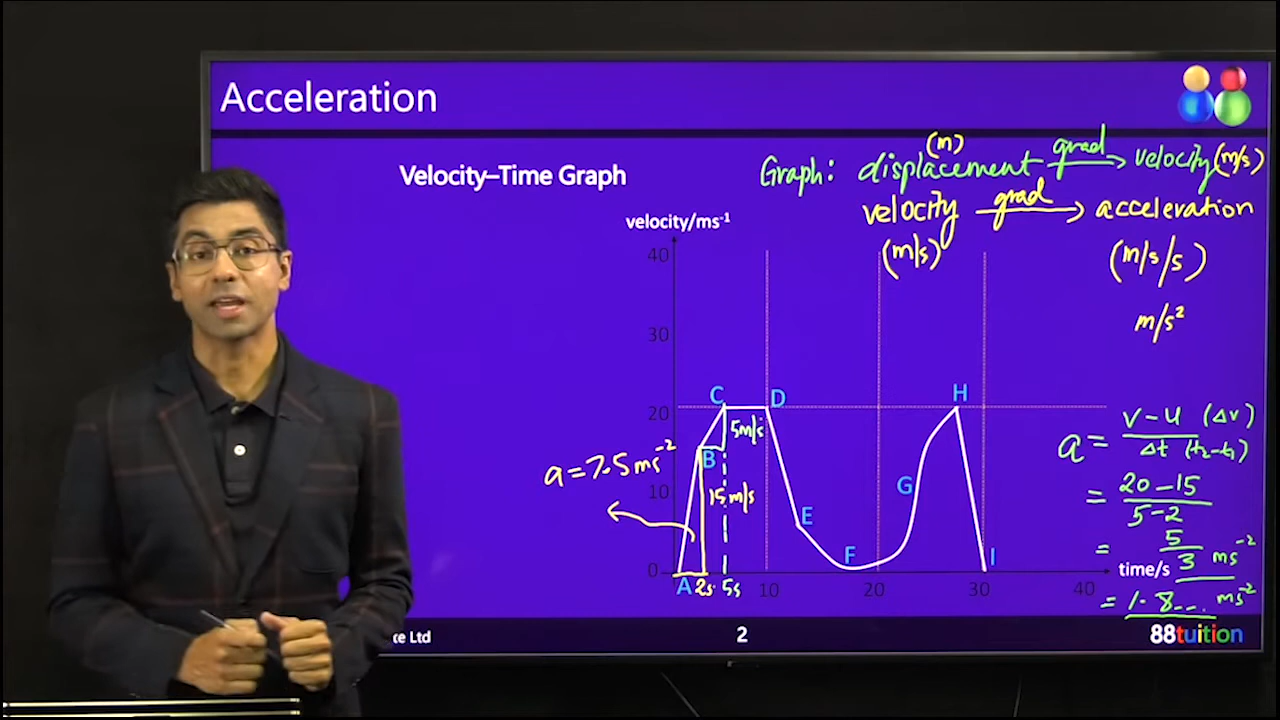 Acceleration
Velocity–Time Graph
Graph: displacement (m) grad → velocity (m/s)
velocity grad → acceleration
(m/s) (m/s/s)
m/s²
velocity/ms⁻¹
40
30
20
10
0
C
D
H
5m/s
B
a=7.5ms⁻²
15m/s
G
E
F
A
2s
5s
I
10
20
30
40
time/s
a = v-u (Δv)
Δt (t₂-t₁)
= 20-15
5-2
= 5
3 ms⁻²
= 1.8... ms⁻²
ce Ltd
2
88tuition